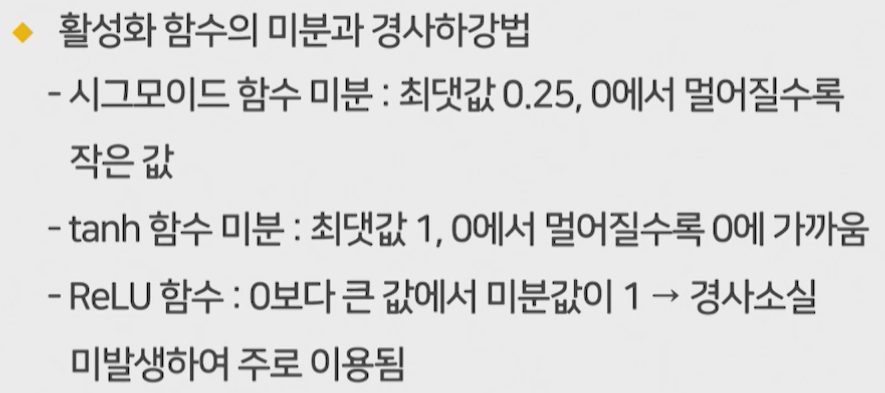 ◆ 활성화 함수의 미분과 경사하강법
- 시그모이드 함수 미분 : 최댓값 0.25, 0에서 멀어질수록
작은 값
- tanh 함수 미분 : 최댓값 1, 0에서 멀어질수록 0에 가까움
- ReLU 함수 : 0보다 큰 값에서 미분값이 1 → 경사소실
미발생하여 주로 이용됨